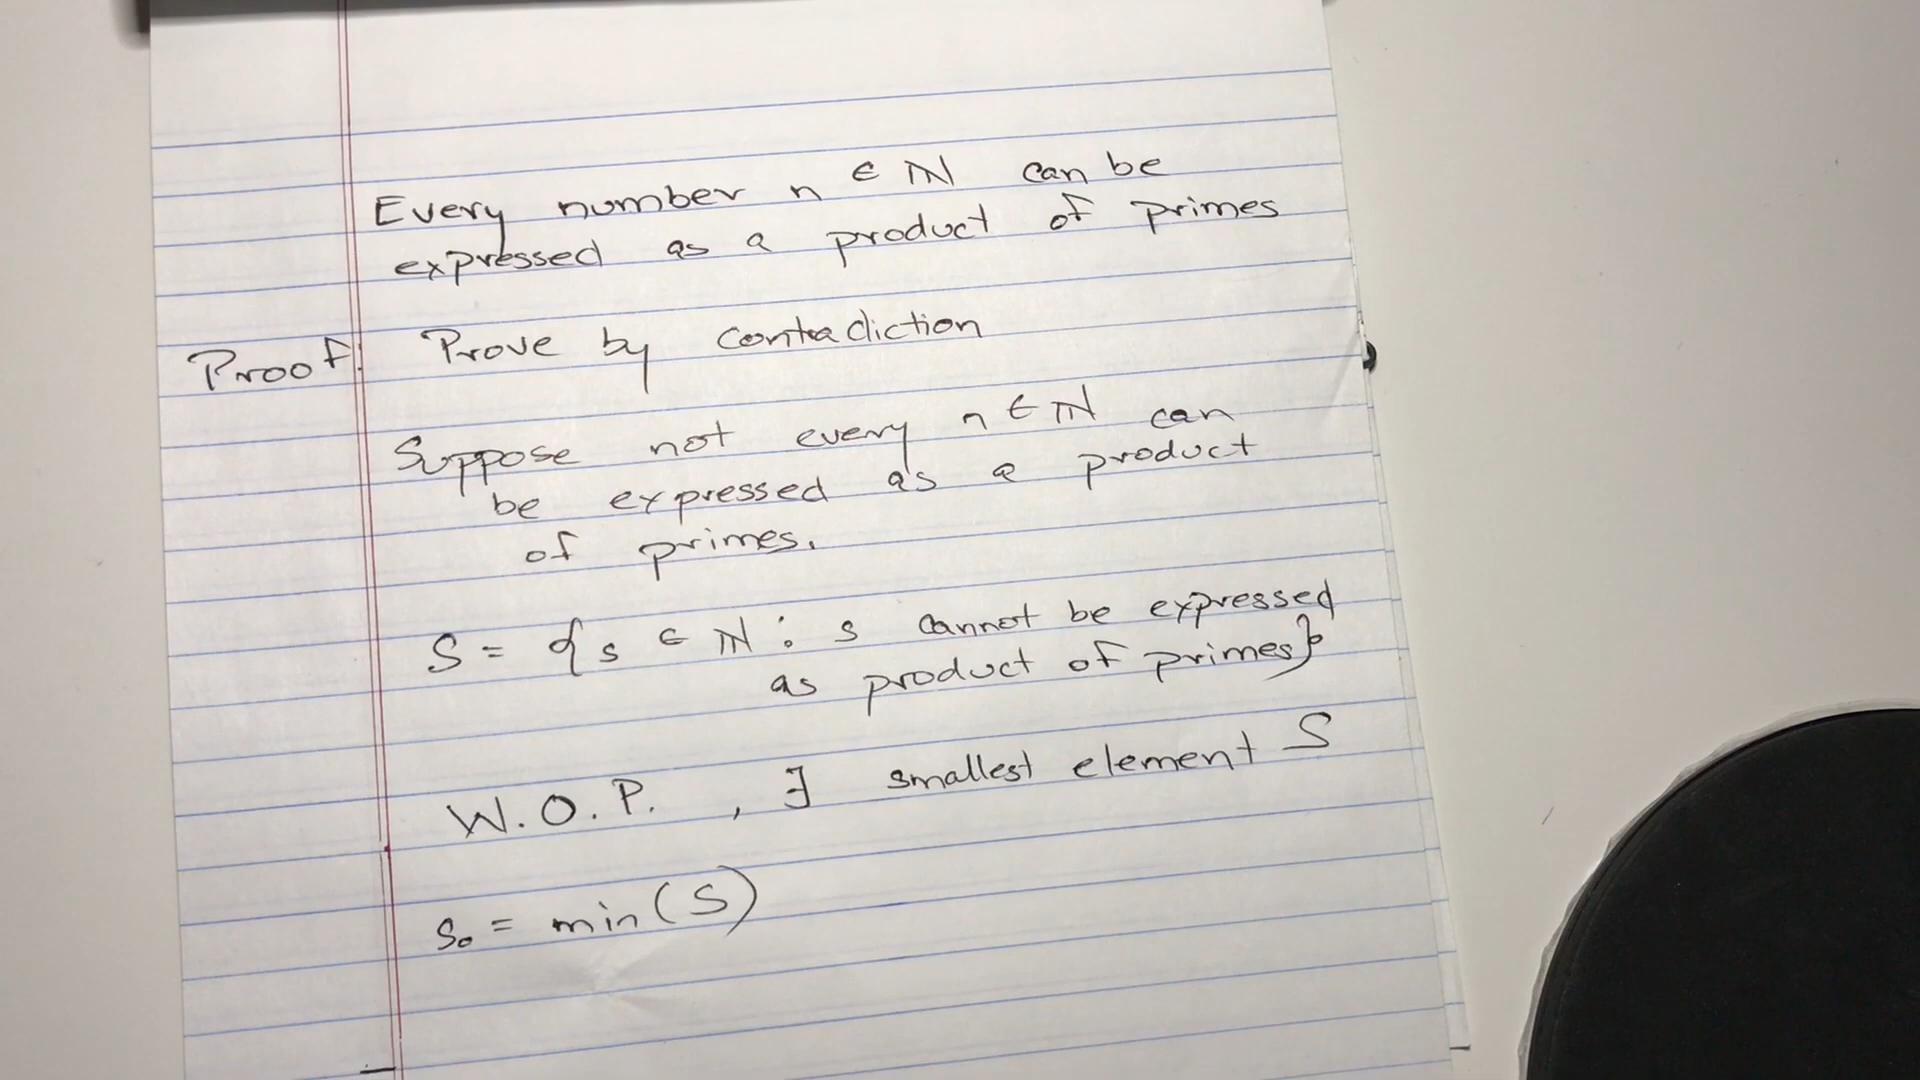 Every number n ∈ ℕ can be
expressed as a product of primes
Proof: Prove by contradiction
Suppose not every n ∈ ℕ can
be expressed as a product
of primes.
S = {s ∈ ℕ : s cannot be expressed
as product of primes}
W.O.P. , ∃ smallest element S
s₀ = min(S)